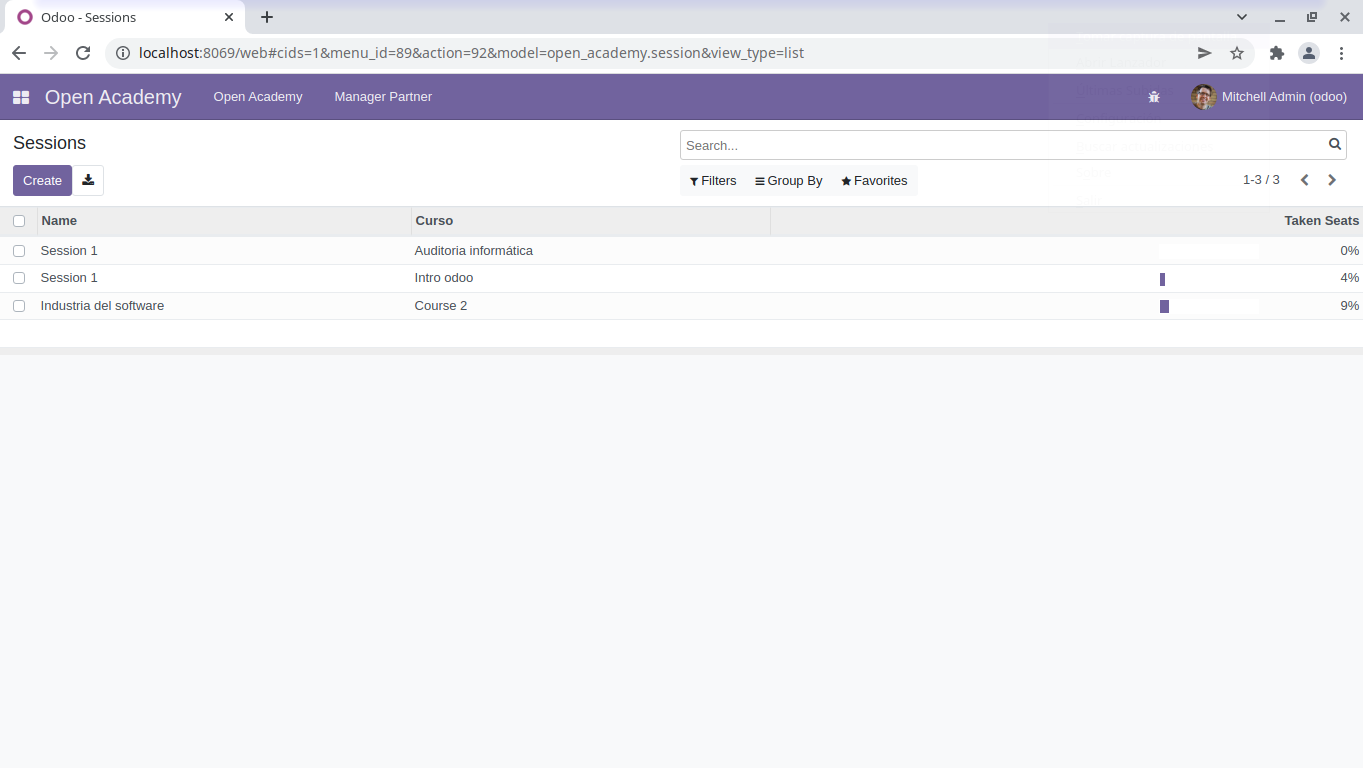 Odoo - Sessions
localhost:8069/web#cids=1&menu_id=89&action=92&model=open_academy.session&view_type=list
Open Academy Open Academy Manager Partner Mitchell Admin (odoo)
Sessions
Search...
Create Filters Group By Favorites 1-3 / 3
Name Curso Taken Seats
Session 1 Auditoria informática 0%
Session 1 Intro odoo 4%
Industria del software Course 2 9%